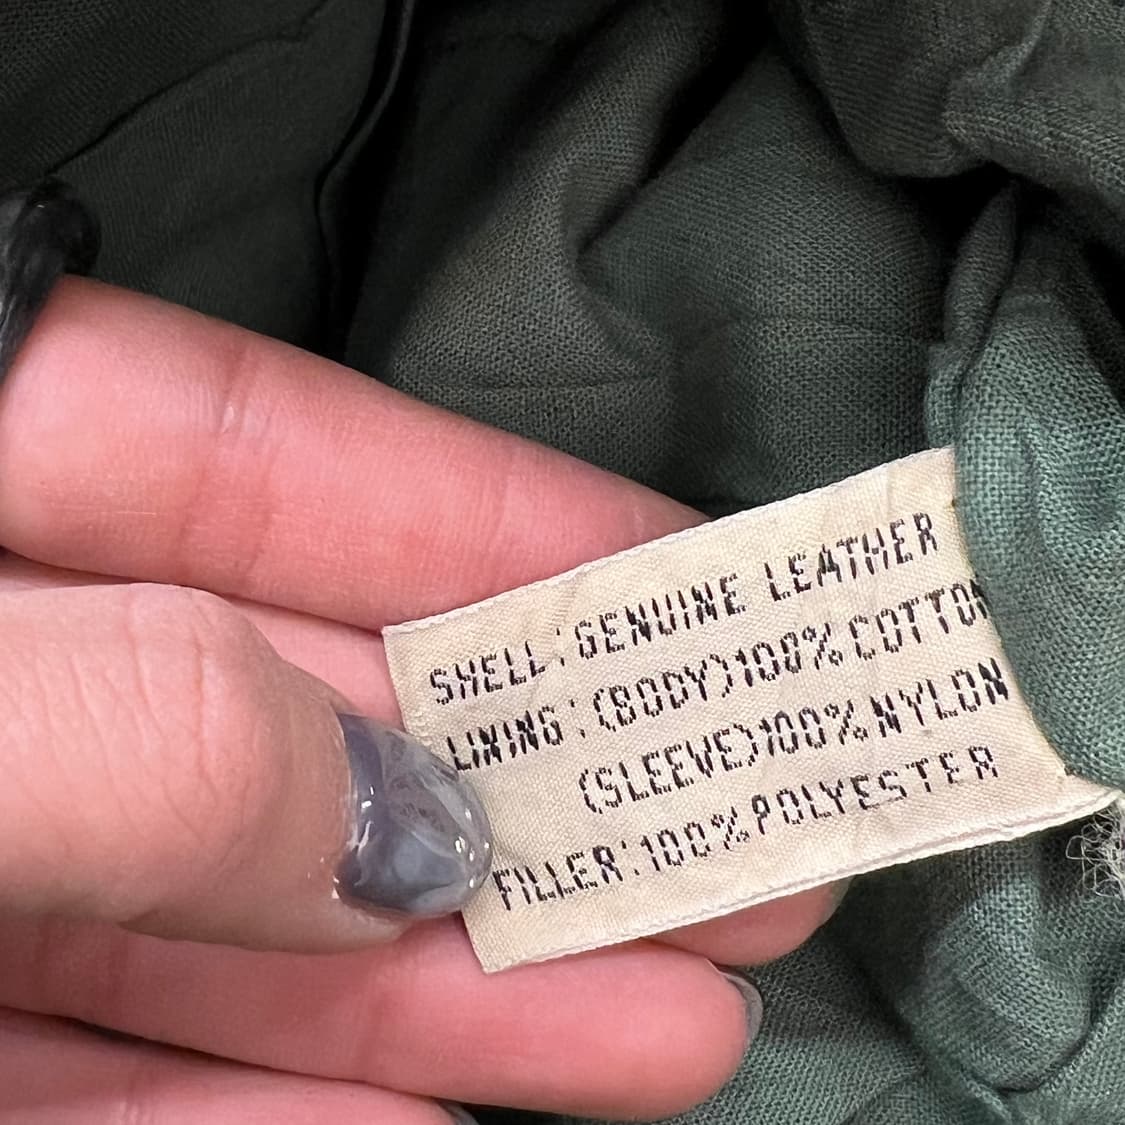 SHELL:GENUINE LEATHER
LINING:(BODY)100%COTTON
(SLEEVE)100%NYLON
FILLER:100%POLYESTER